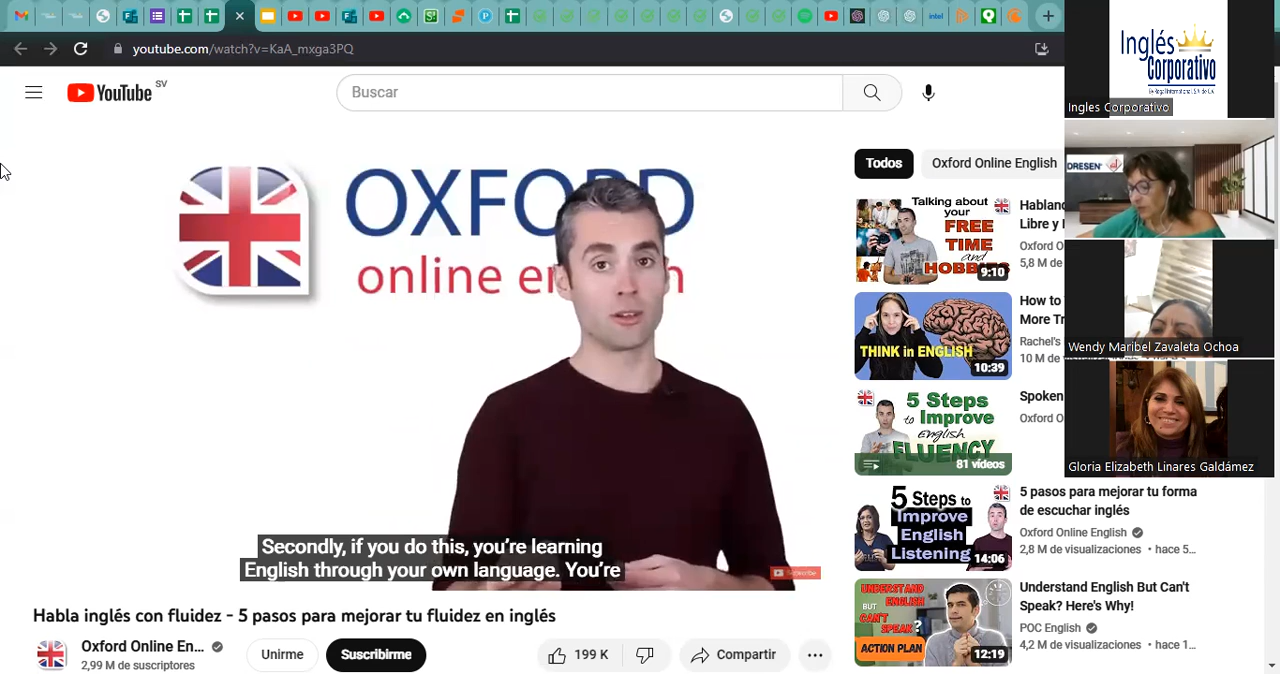 youtube.com/watch?v=KaA_mxga3PQ
YouTube SV
Buscar
OXFORD
online en
Secondly, if you do this, you're learning
English through your own language. You're
Subscribe
Habla inglés con fluidez - 5 pasos para mejorar tu fluidez en inglés
Oxford Online En...
2,99 M de suscriptores
Unirme
Suscribirme
199 K
Compartir
Todos
Oxford Online English
Talking about
your
FREE
TIME
and
HOBBIES
9:10
Hablan
Libre y
Oxford O
5,8 M de
THINK in ENGLISH
10:39
How to
More Tr
Rachel's
10 M de
5 Steps
to Improve
English
FLUENCY
81 vídeos
Spoken
Oxford O
5 Steps to
Improve
English
Listening
14:06
5 pasos para mejorar tu forma
de escuchar inglés
Oxford Online English
2,8 M de visualizaciones • hace 5...
UNDERSTAND
ENGLISH
BUT
CAN'T
SPEAK?
ACTION PLAN
12:19
Understand English But Can't
Speak? Here's Why!
POC English
4,2 M de visualizaciones • hace 1...
Inglés
Corporativo
Ingles Corporativo
DRESEN
Wendy Maribel Zavaleta Ochoa
Gloria Elizabeth Linares Galdámez